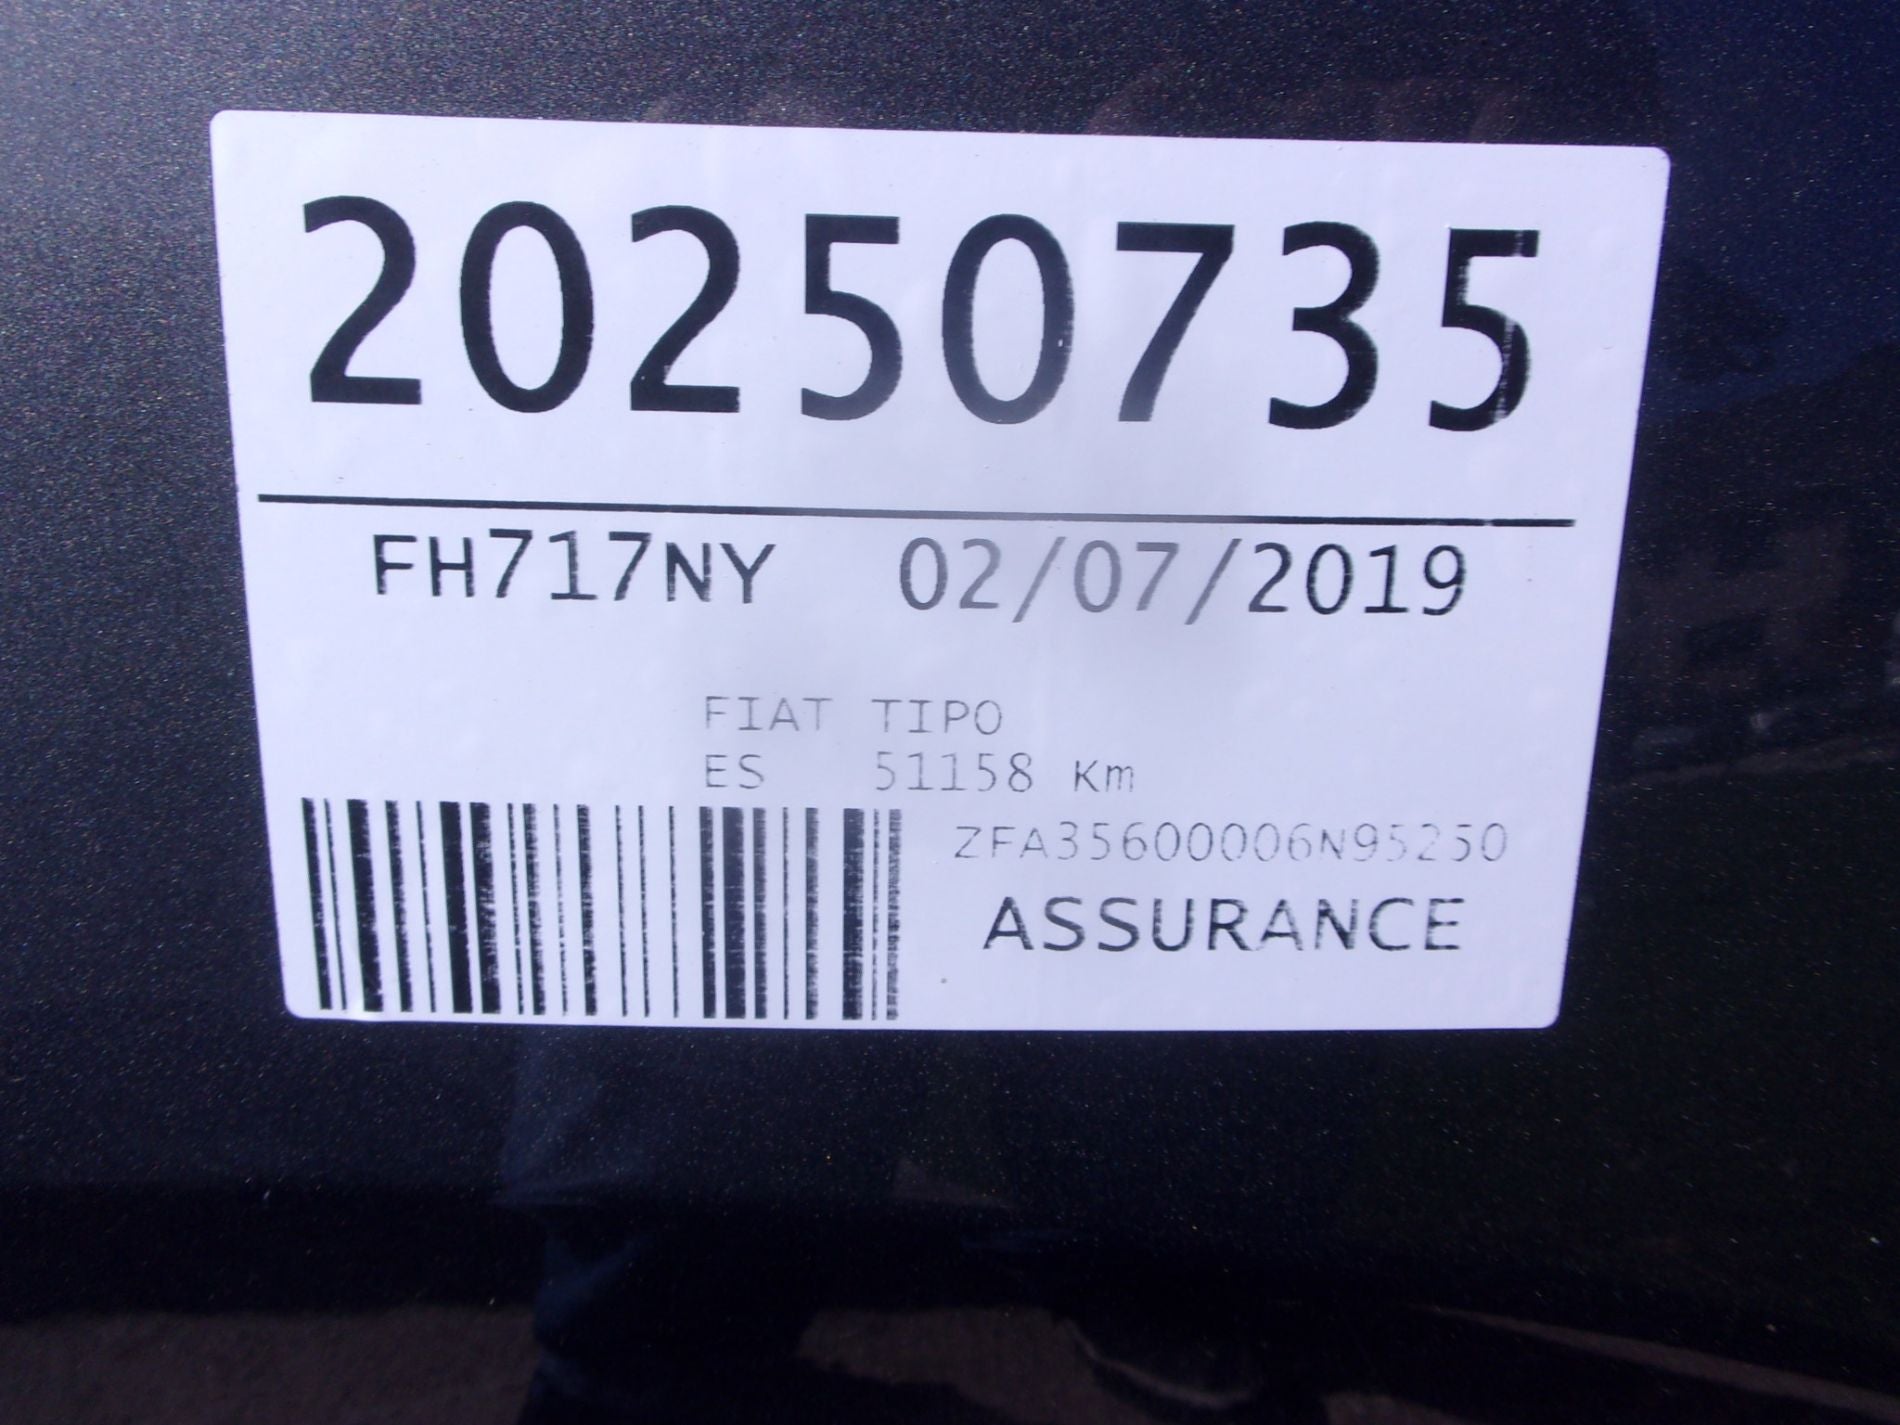 20250735
FH717NY 02/07/2019
FIAT TIPO
ES 51158 Km
ZFA35600006N95250
ASSURANCE